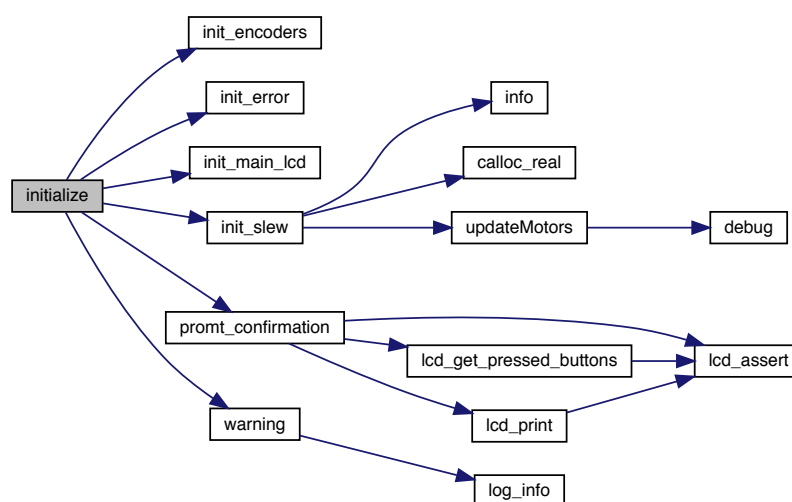 init_encoders
init_error
info
init_main_lcd
calloc_real
initialize
init_slew
updateMotors
debug
promt_confirmation
lcd_get_pressed_buttons
lcd_assert
warning
lcd_print
log_info